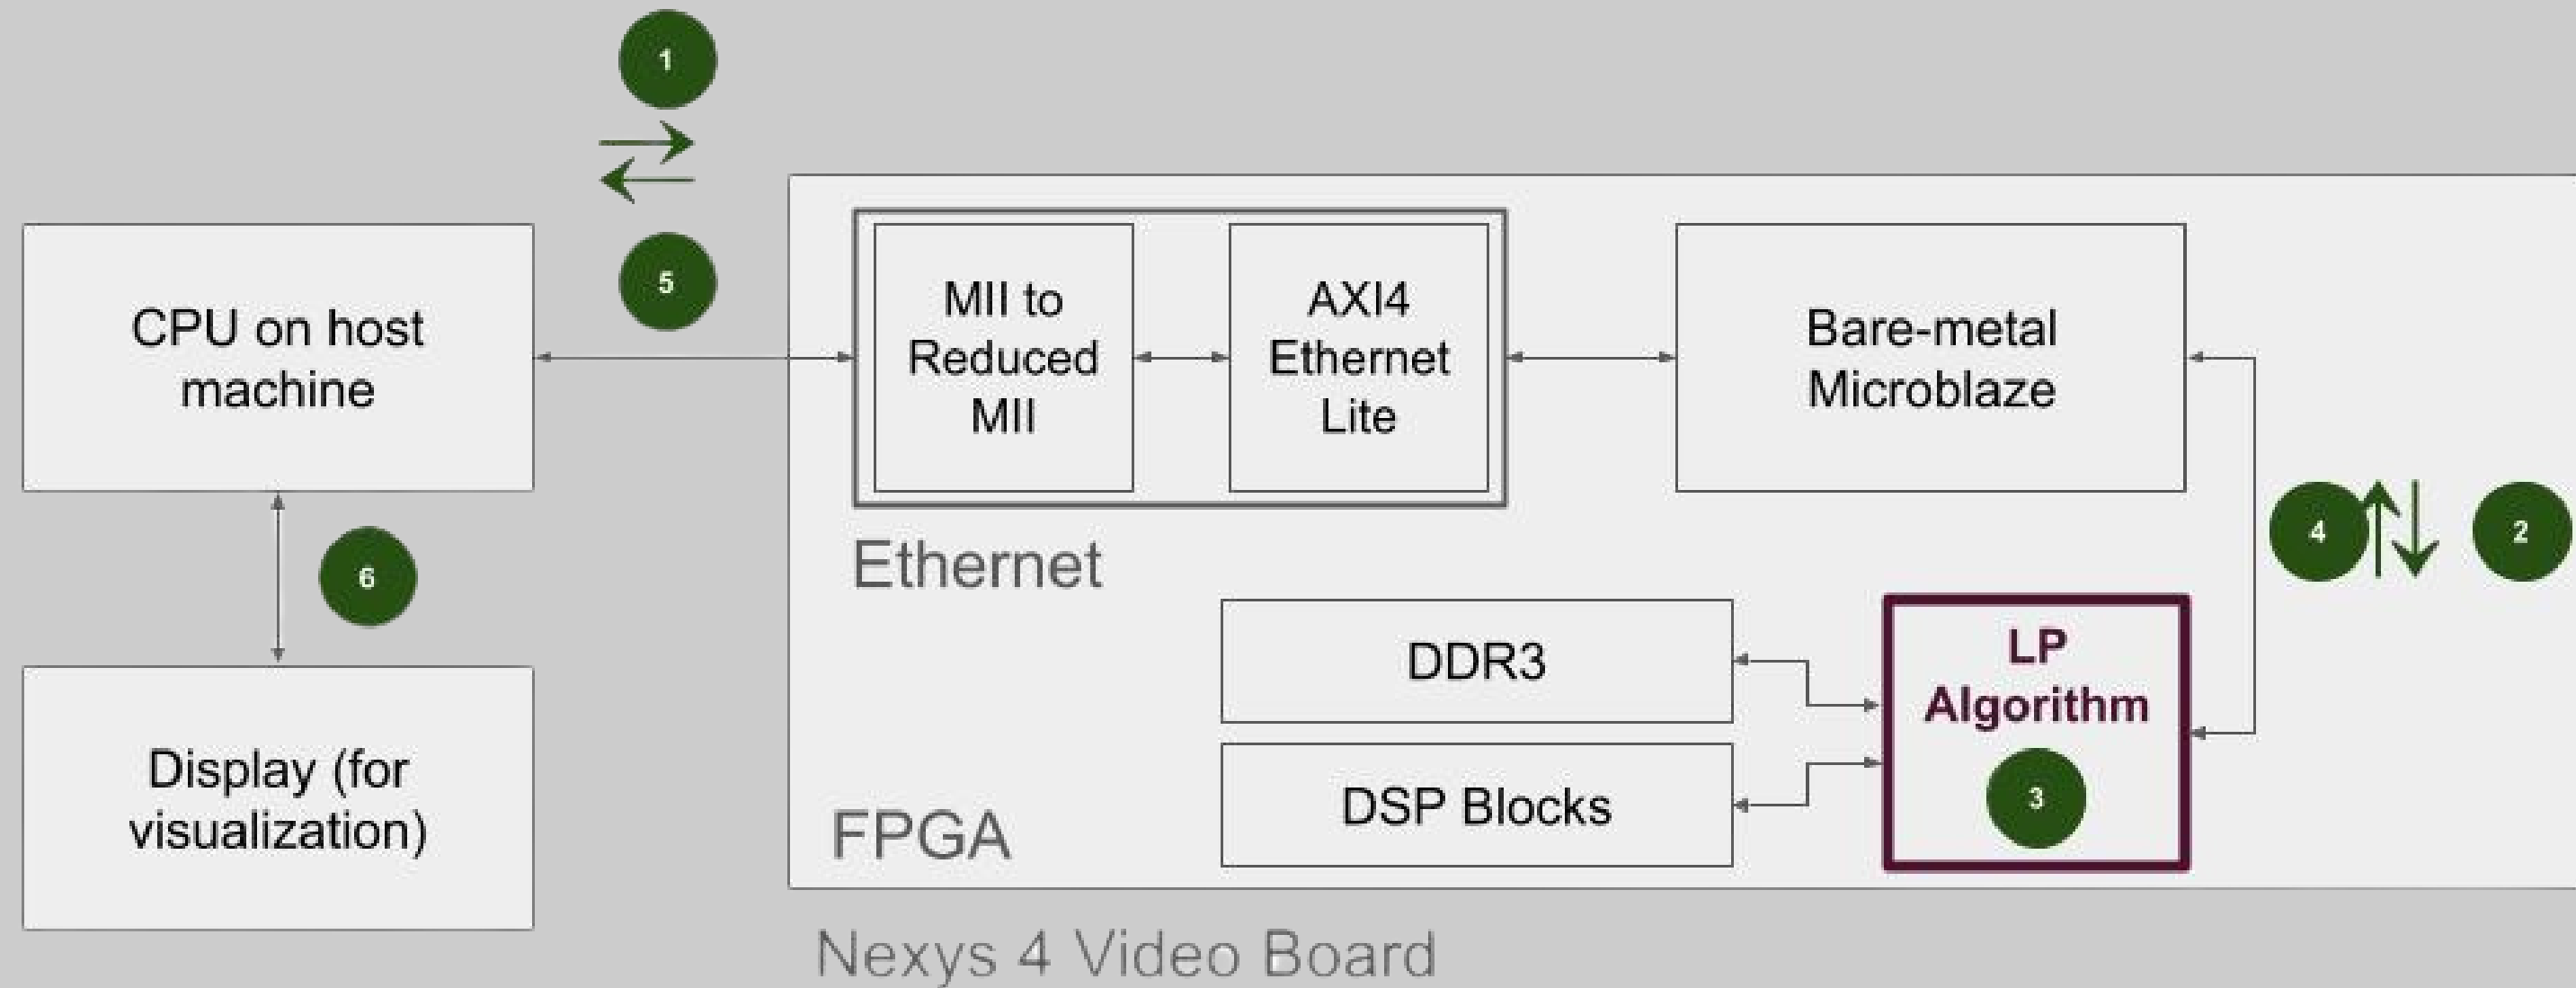 1
5
CPU on host
machine
MII to
Reduced
MII
AXI4
Ethernet
Lite
Bare-metal
Microblaze
Ethernet
4
2
6
DDR3
LP
Algorithm
3
Display (for
visualization)
DSP Blocks
FPGA
Nexys 4 Video Board